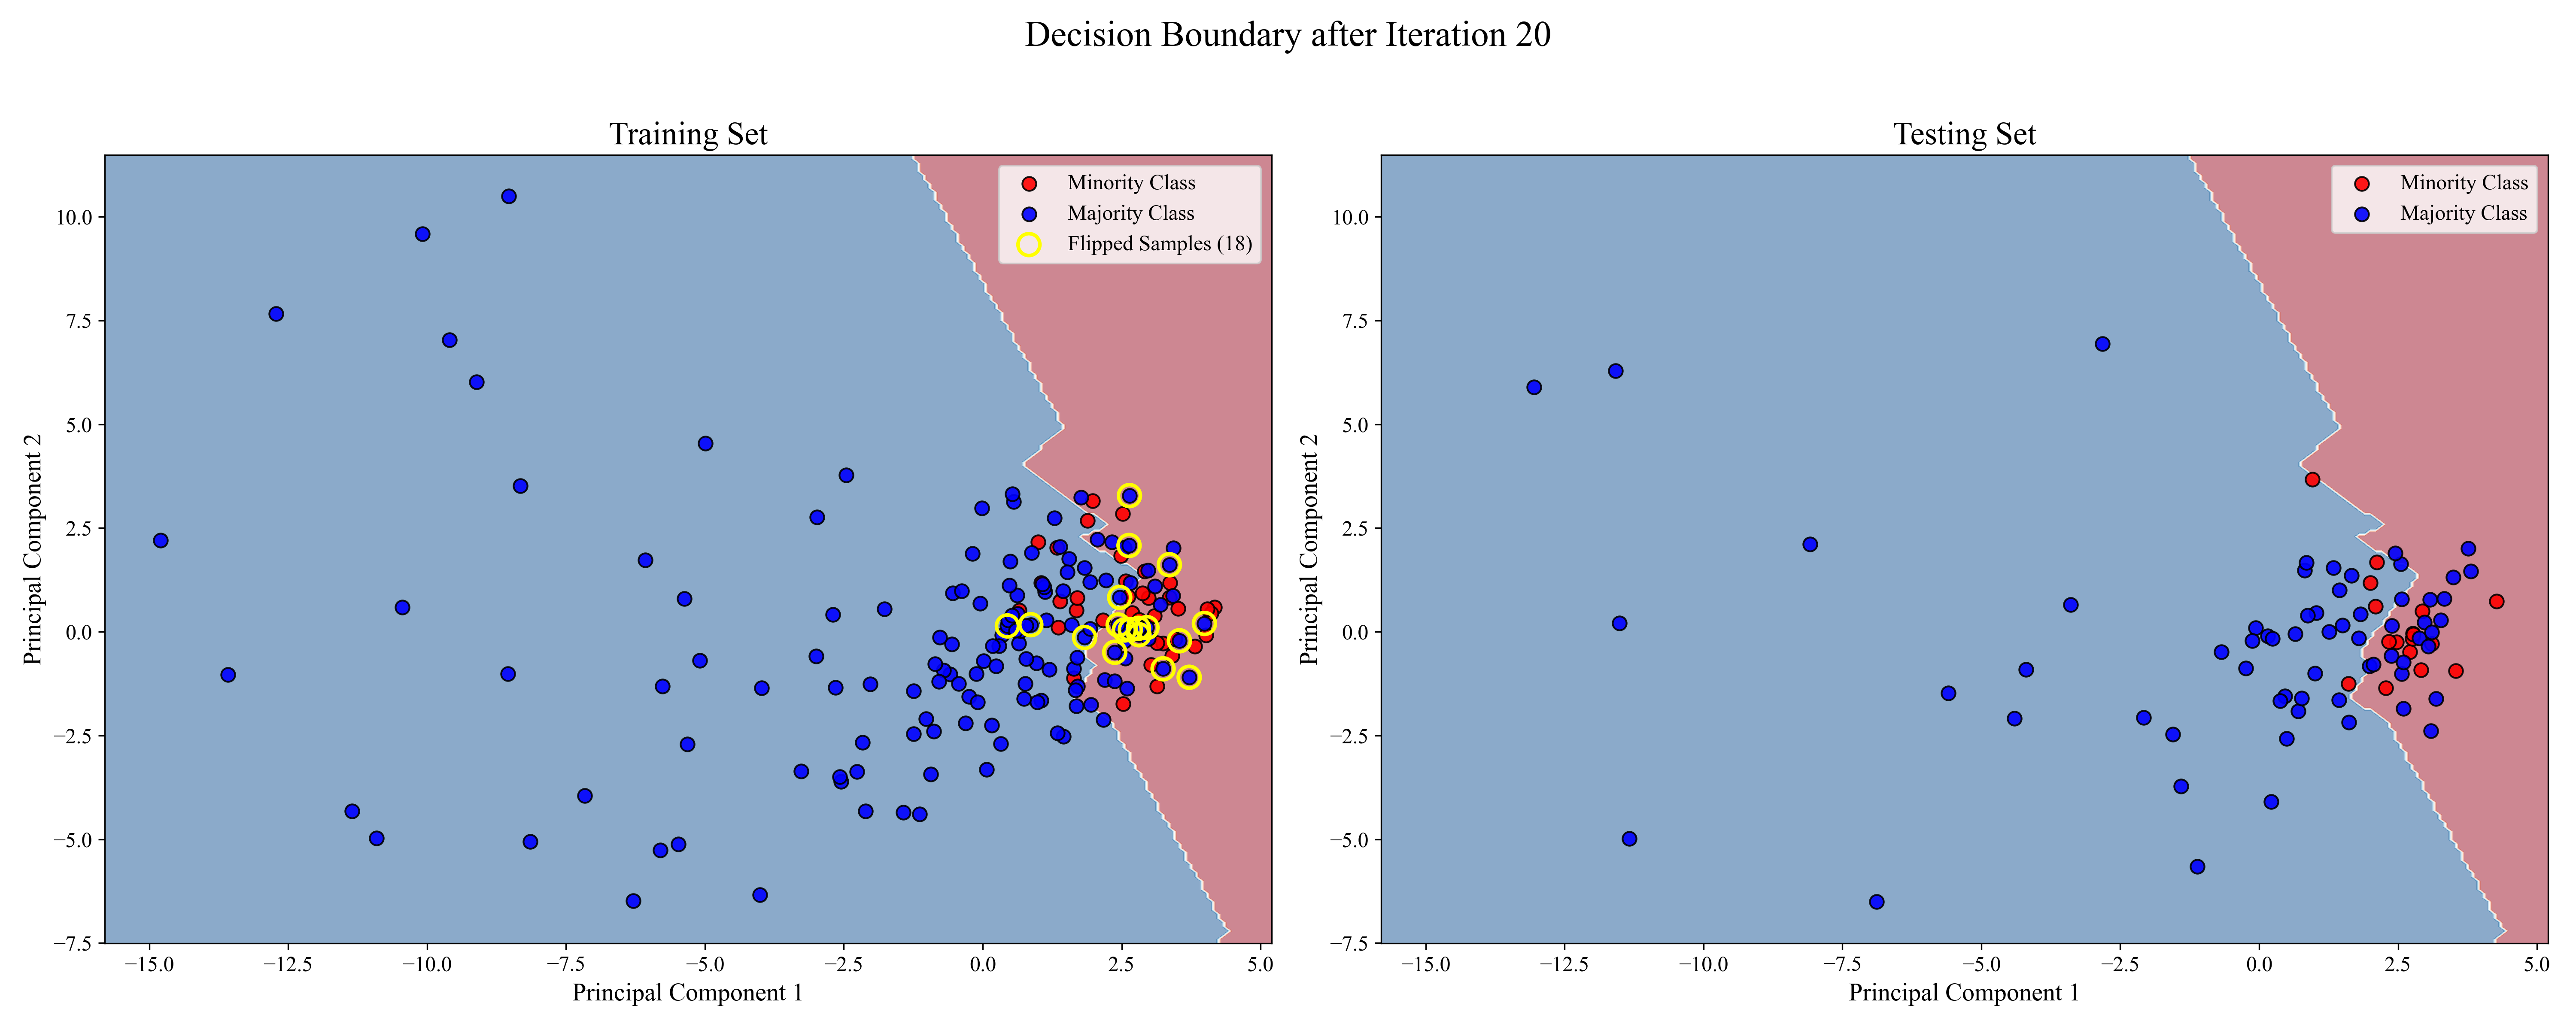 Decision Boundary after Iteration 20
Training Set
Minority Class
Majority Class
Flipped Samples (18)
10.0
7.5
5.0
2.5
0.0
−2.5
−5.0
−7.5
Principal Component 2
−15.0 −12.5 −10.0 −7.5 −5.0 −2.5 0.0 2.5 5.0
Principal Component 1
Testing Set
Minority Class
Majority Class
10.0
7.5
5.0
2.5
0.0
−2.5
−5.0
−7.5
Principal Component 2
−15.0 −12.5 −10.0 −7.5 −5.0 −2.5 0.0 2.5 5.0
Principal Component 1